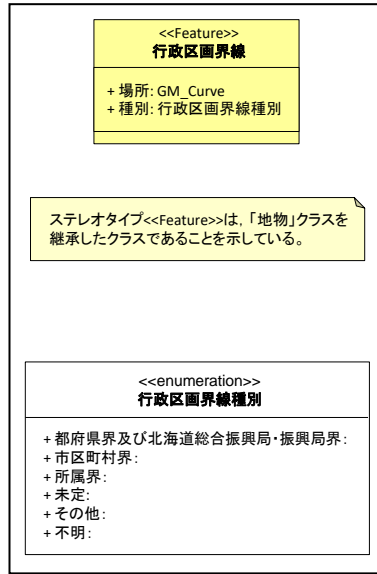 <<Feature>>
行政区画界線
+ 場所: GM_Curve
+ 種別: 行政区画界線種別
ステレオタイプ<<Feature>>は，「地物」クラスを
継承したクラスであることを示している。
<<enumeration>>
行政区画界線種別
+ 都府県界及び北海道総合振興局・振興局界:
+ 市区町村界:
+ 所属界:
+ 未定:
+ その他:
+ 不明: